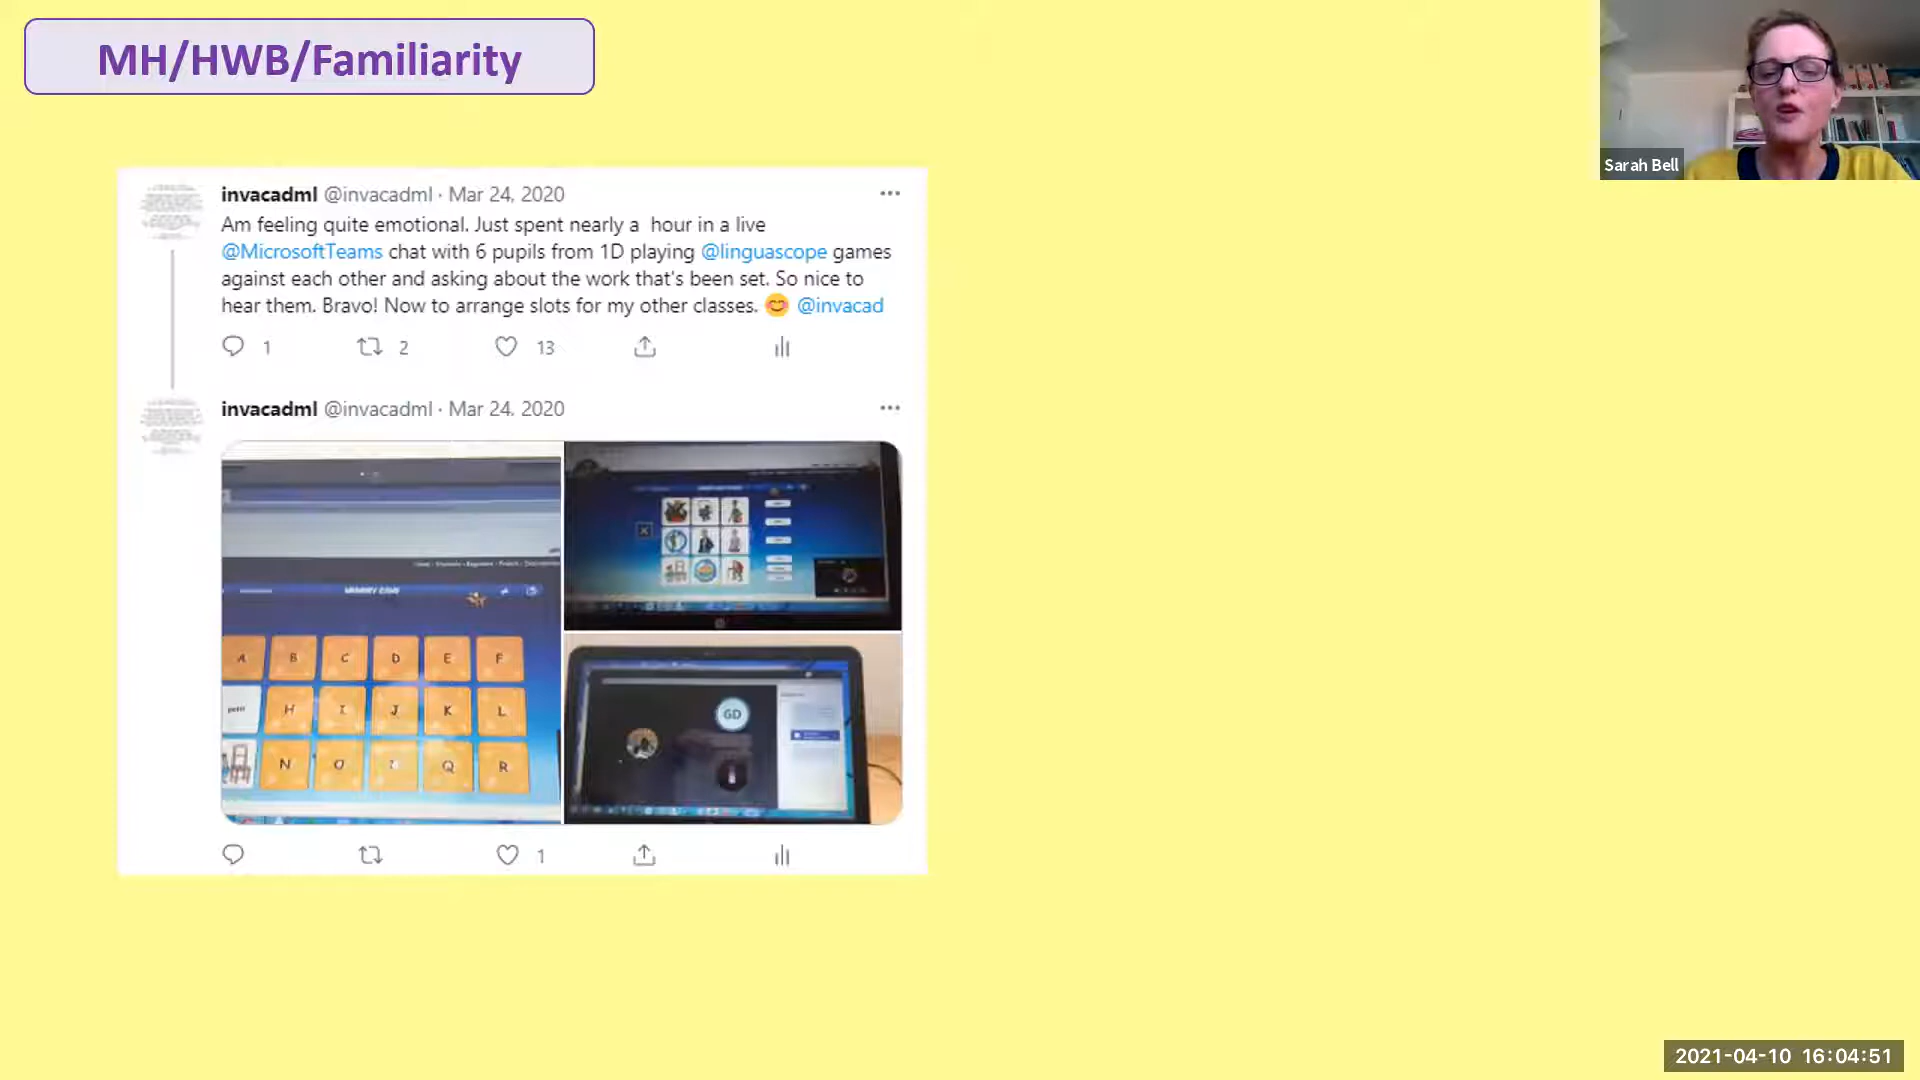 MH/HWB/Familiarity
Sarah Bell
invacadml @invacadml · Mar 24, 2020
Am feeling quite emotional. Just spent nearly a hour in a live
@MicrosoftTeams chat with 6 pupils from 1D playing @linguascope games
against each other and asking about the work that's been set. So nice to
hear them. Bravo! Now to arrange slots for my other classes. 😊 @invacad
1 2 13
invacadml @invacadml · Mar 24, 2020
A B C D E F
petit H I J K L
N O Q R
GD
1
2021-04-10 16:04:51